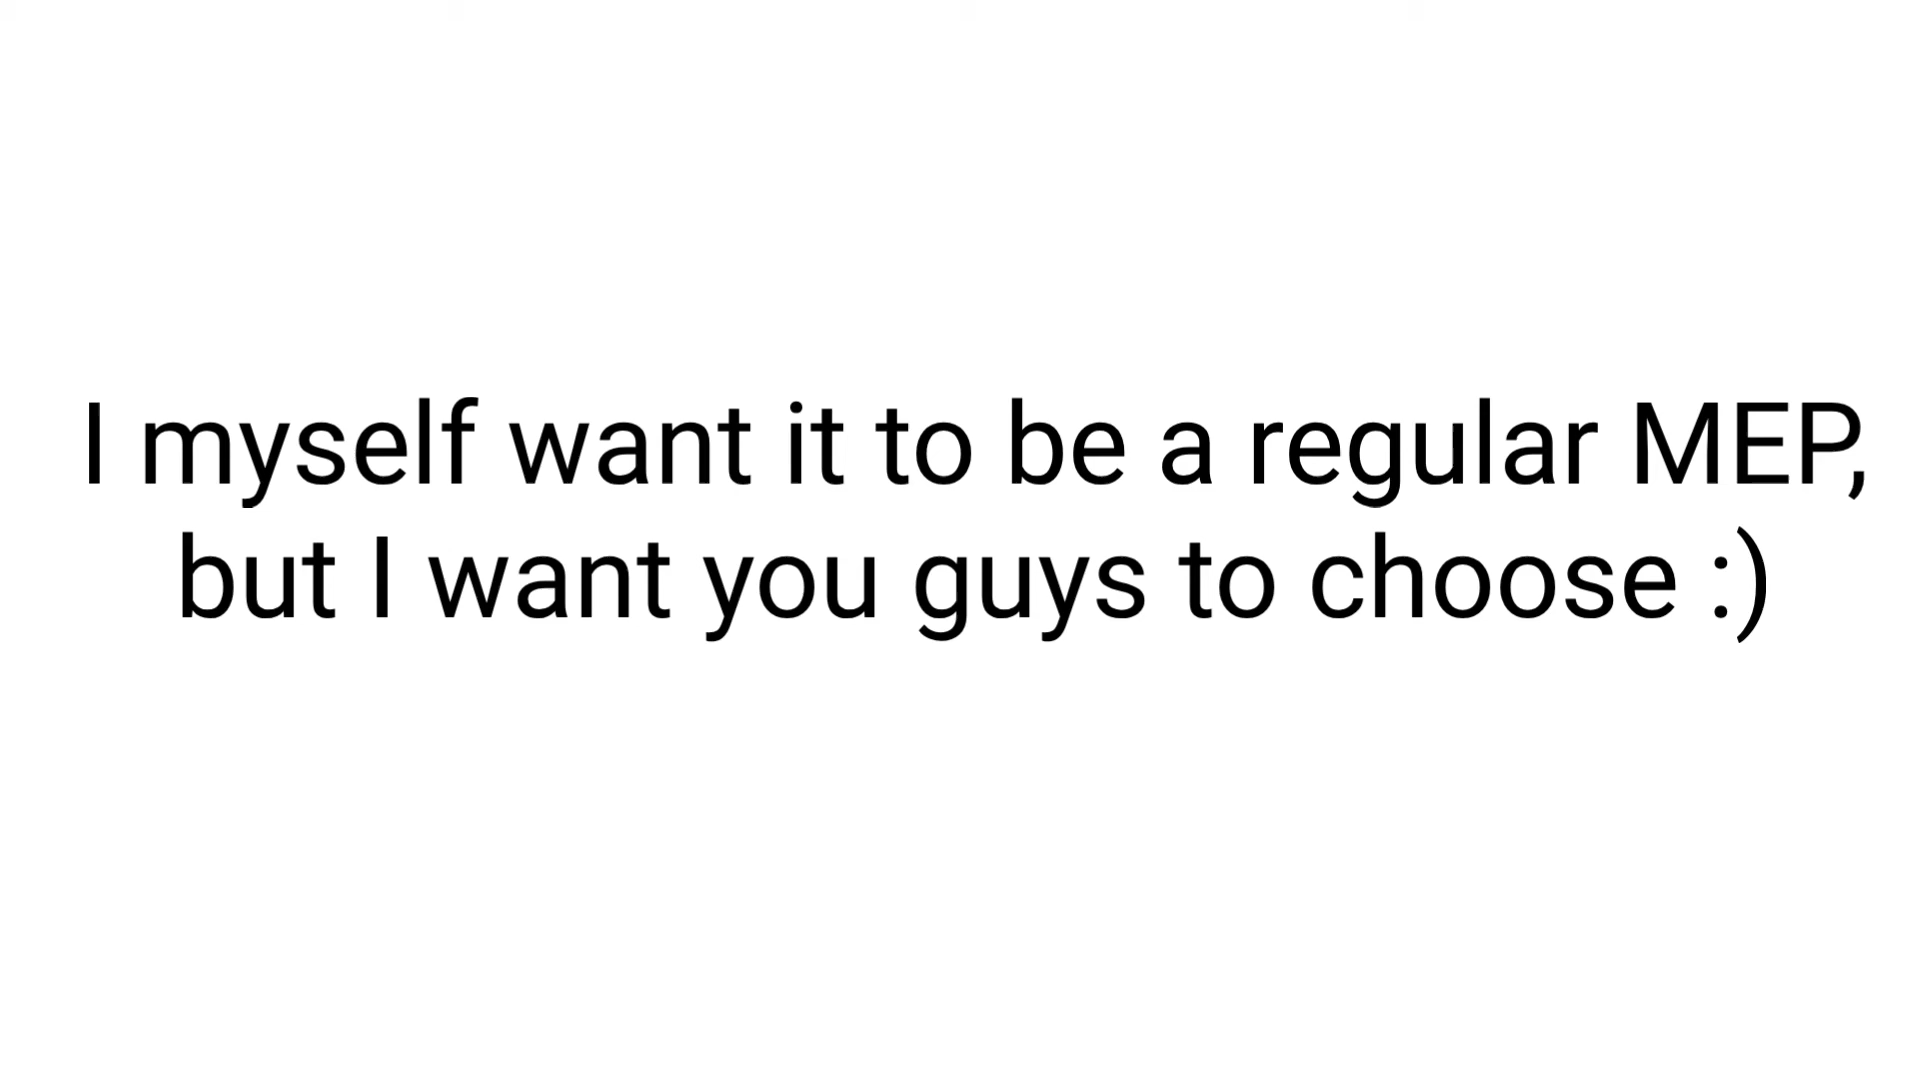 I myself want it to be a regular MEP,
but I want you guys to choose :)